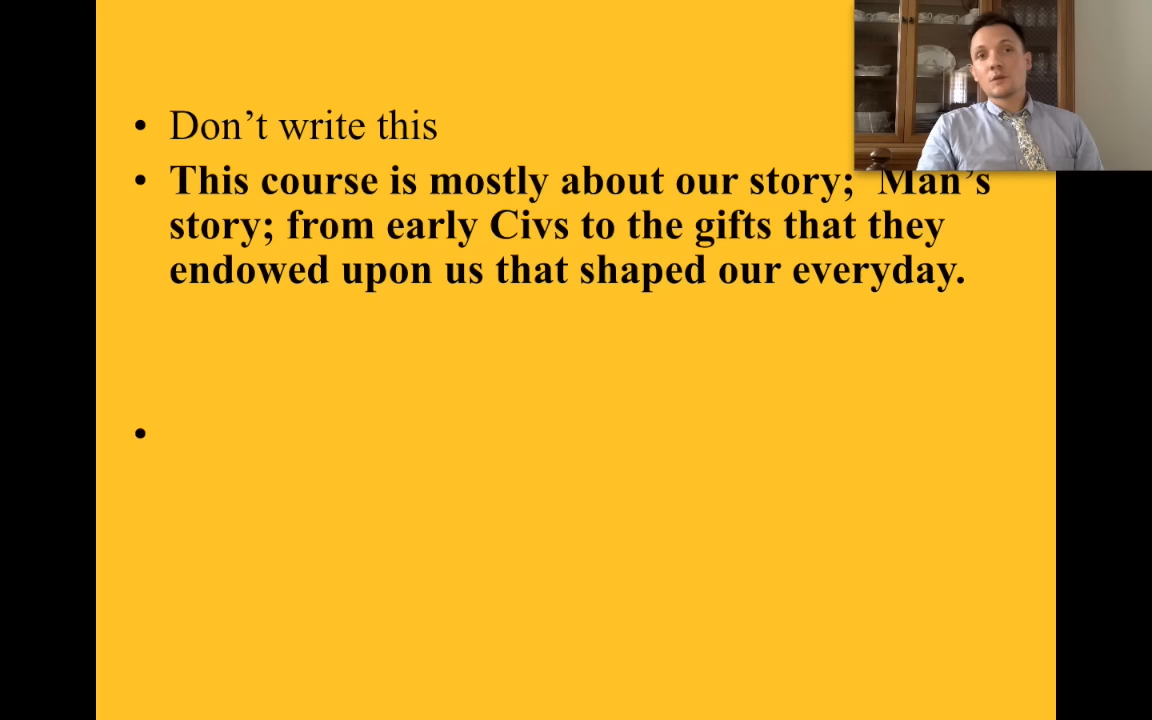 • Don’t write this
• This course is mostly about our story;  Man’s
story; from early Civs to the gifts that they
endowed upon us that shaped our everyday.
•